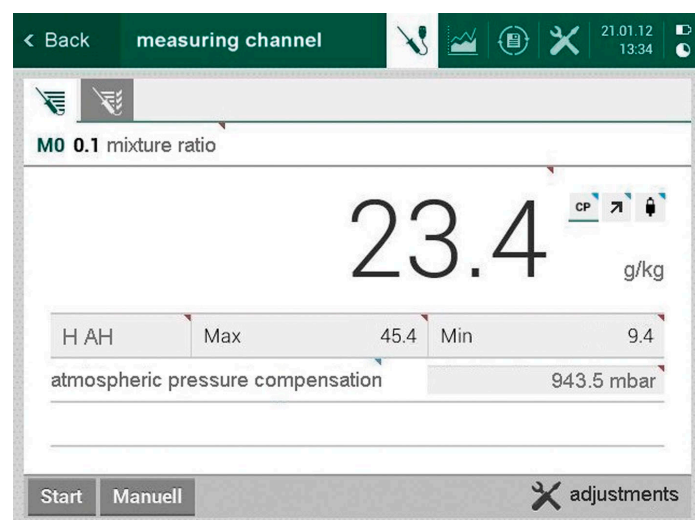 < Back measuring channel 21.01.12
13:34
M0 0.1 mixture ratio
23.4 CP
g/kg
H AH Max 45.4 Min 9.4
atmospheric pressure compensation 943.5 mbar
Start Manuell adjustments